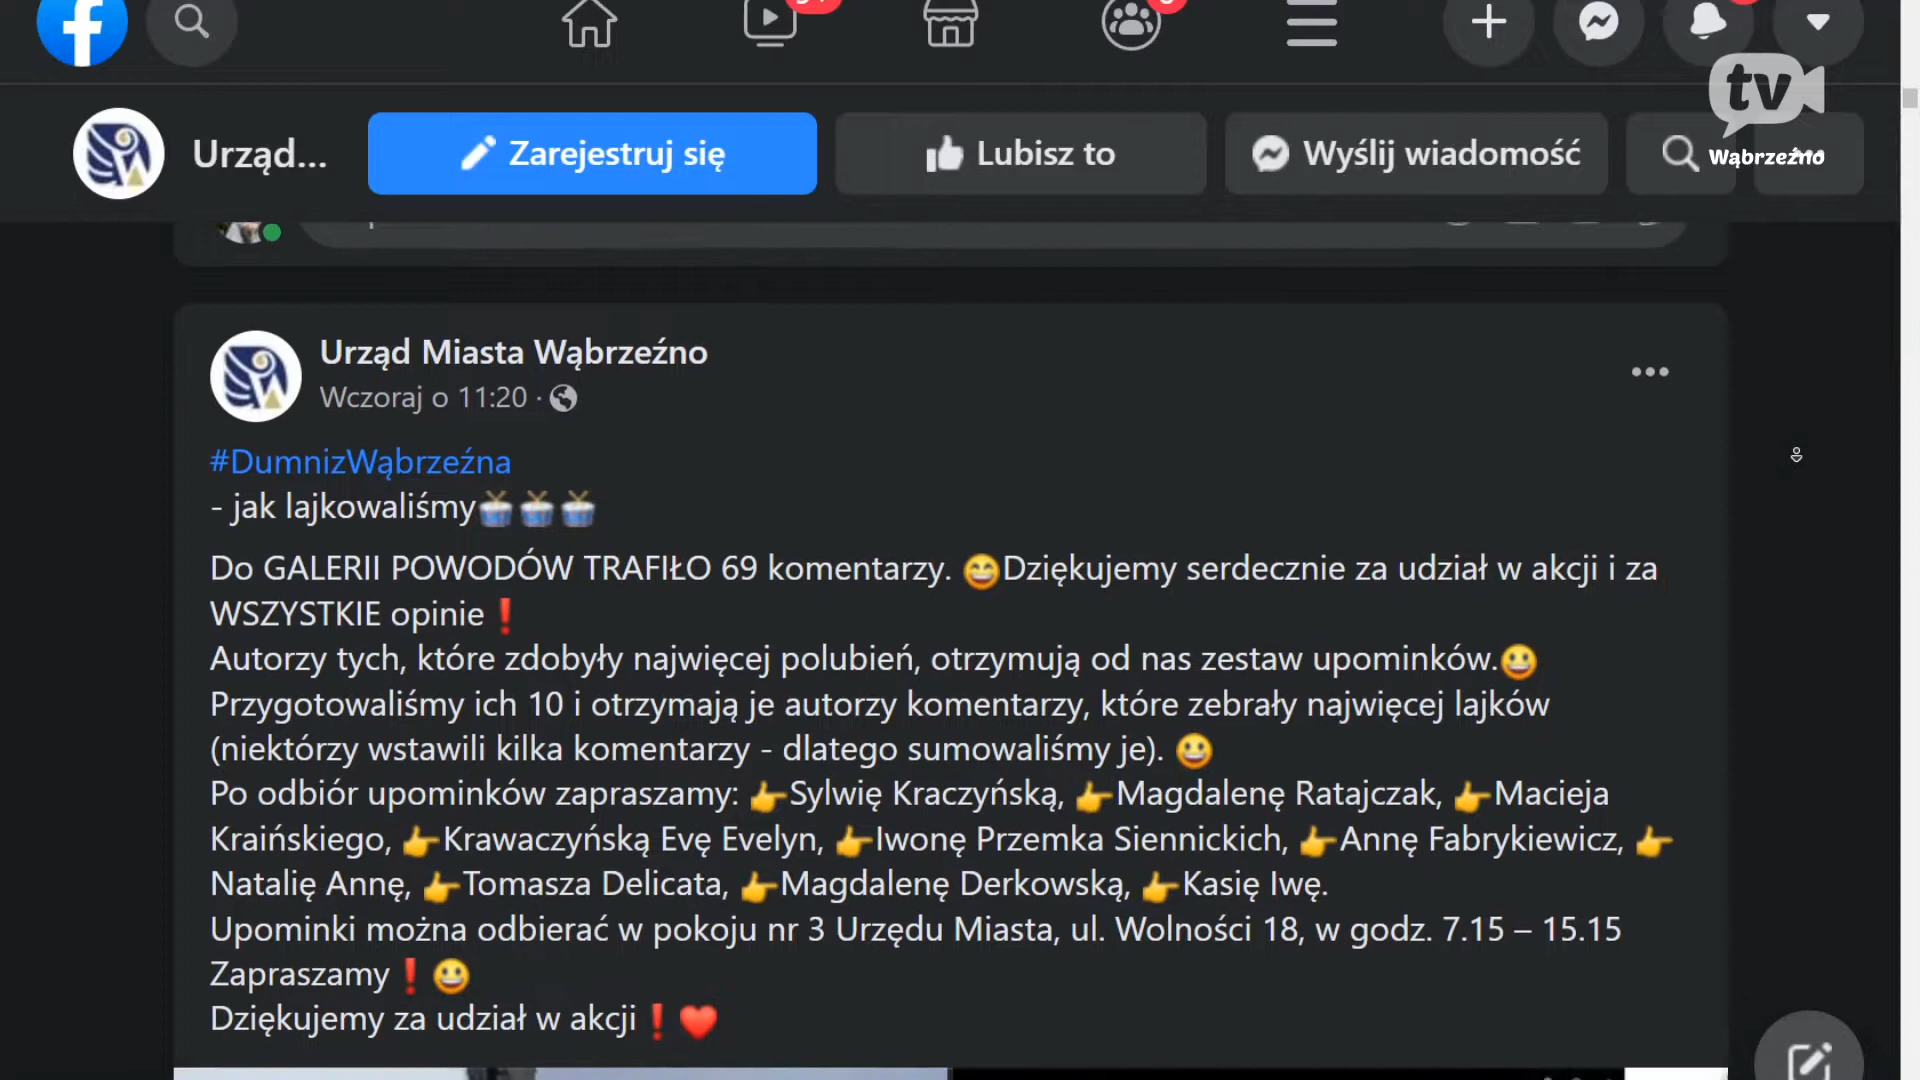 tv
Wąbrzeźno
Urząd...
Zarejestruj się
Lubisz to
Wyślij wiadomość
Urząd Miasta Wąbrzeźno
Wczoraj o 11:20 ·
#DumnizWąbrzeźna
- jak lajkowaliśmy🥁🥁🥁
Do GALERII POWODÓW TRAFIŁO 69 komentarzy. 😄Dziękujemy serdecznie za udział w akcji i za
WSZYSTKIE opinie❗
Autorzy tych, które zdobyły najwięcej polubień, otrzymują od nas zestaw upominków.😀
Przygotowaliśmy ich 10 i otrzymają je autorzy komentarzy, które zebrały najwięcej lajków
(niektórzy wstawili kilka komentarzy - dlatego sumowaliśmy je). 😀
Po odbiór upominków zapraszamy: 👉Sylwię Kraczyńską, 👉Magdalenę Ratajczak, 👉Macieja
Kraińskiego, 👉Krawaczyńską Evę Evelyn, 👉Iwonę Przemka Siennickich, 👉Annę Fabrykiewicz, 👉
Natalię Annę, 👉Tomasza Delicata, 👉Magdalenę Derkowską, 👉Kasię Iwę.
Upominki można odbierać w pokoju nr 3 Urzędu Miasta, ul. Wolności 18, w godz. 7.15 – 15.15
Zapraszamy❗😀
Dziękujemy za udział w akcji❗❤️